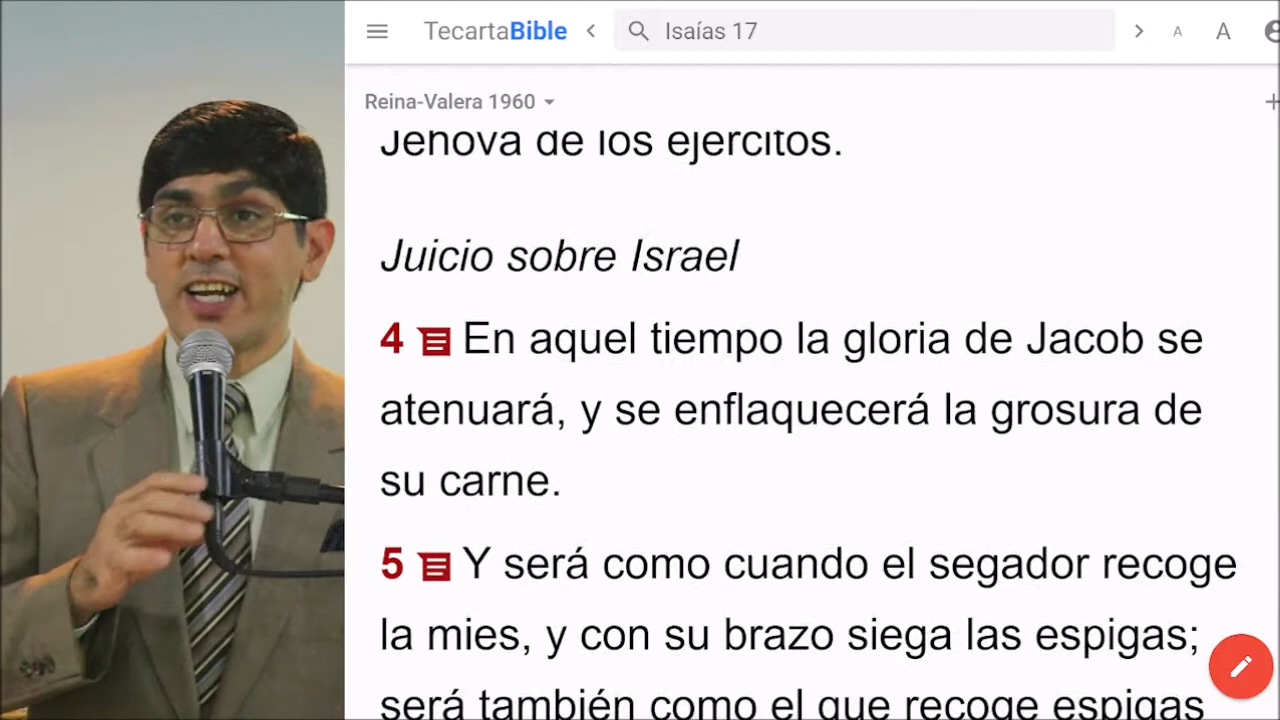 TecartaBible
Isaías 17
A A
Reina-Valera 1960
Jehová de los ejércitos.
Juicio sobre Israel
4 En aquel tiempo la gloria de Jacob se
atenuará, y se enflaquecerá la grosura de
su carne.
5 Y será como cuando el segador recoge
la mies, y con su brazo siega las espigas;
será también como el que recoge espigas